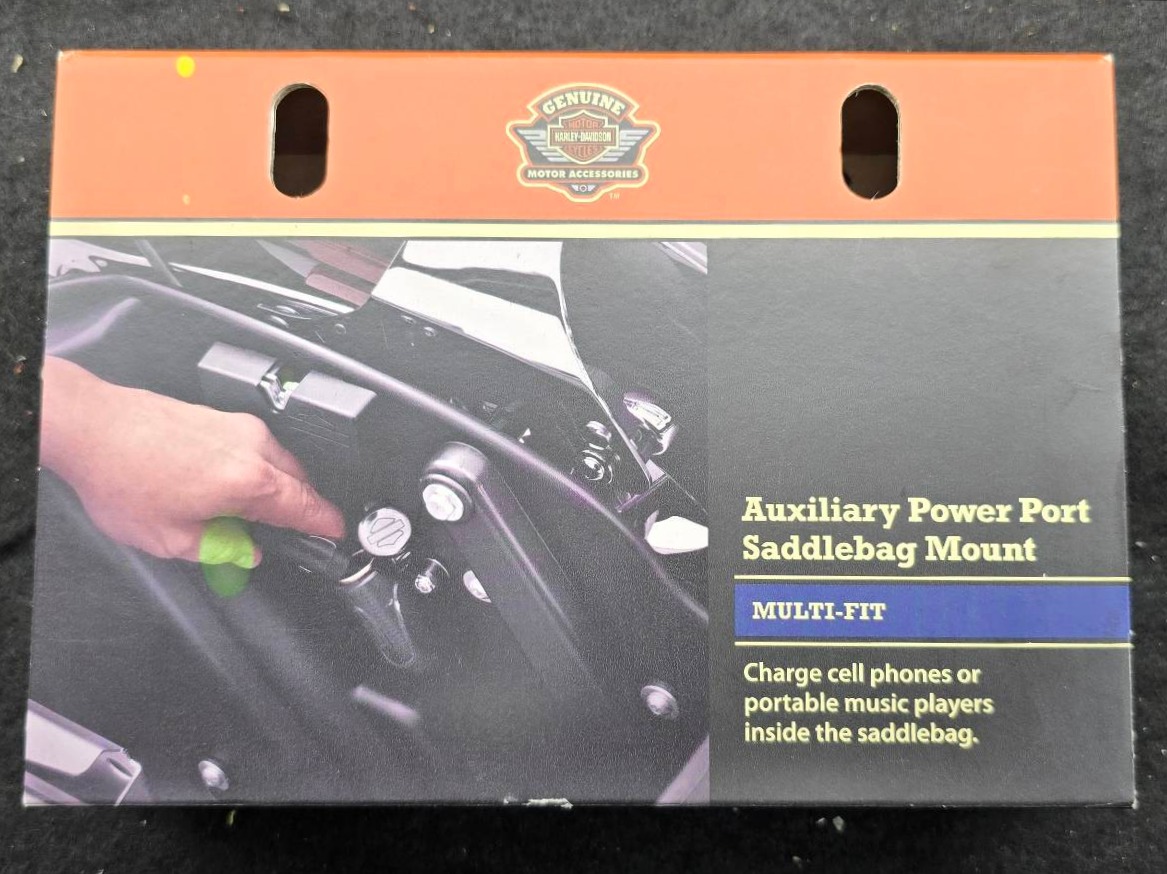 GENUINE
MOTOR
HARLEY-DAVIDSON
CYCLES
MOTOR ACCESSORIES
TM
Auxiliary Power Port
Saddlebag Mount
MULTI-FIT
Charge cell phones or
portable music players
inside the saddlebag.